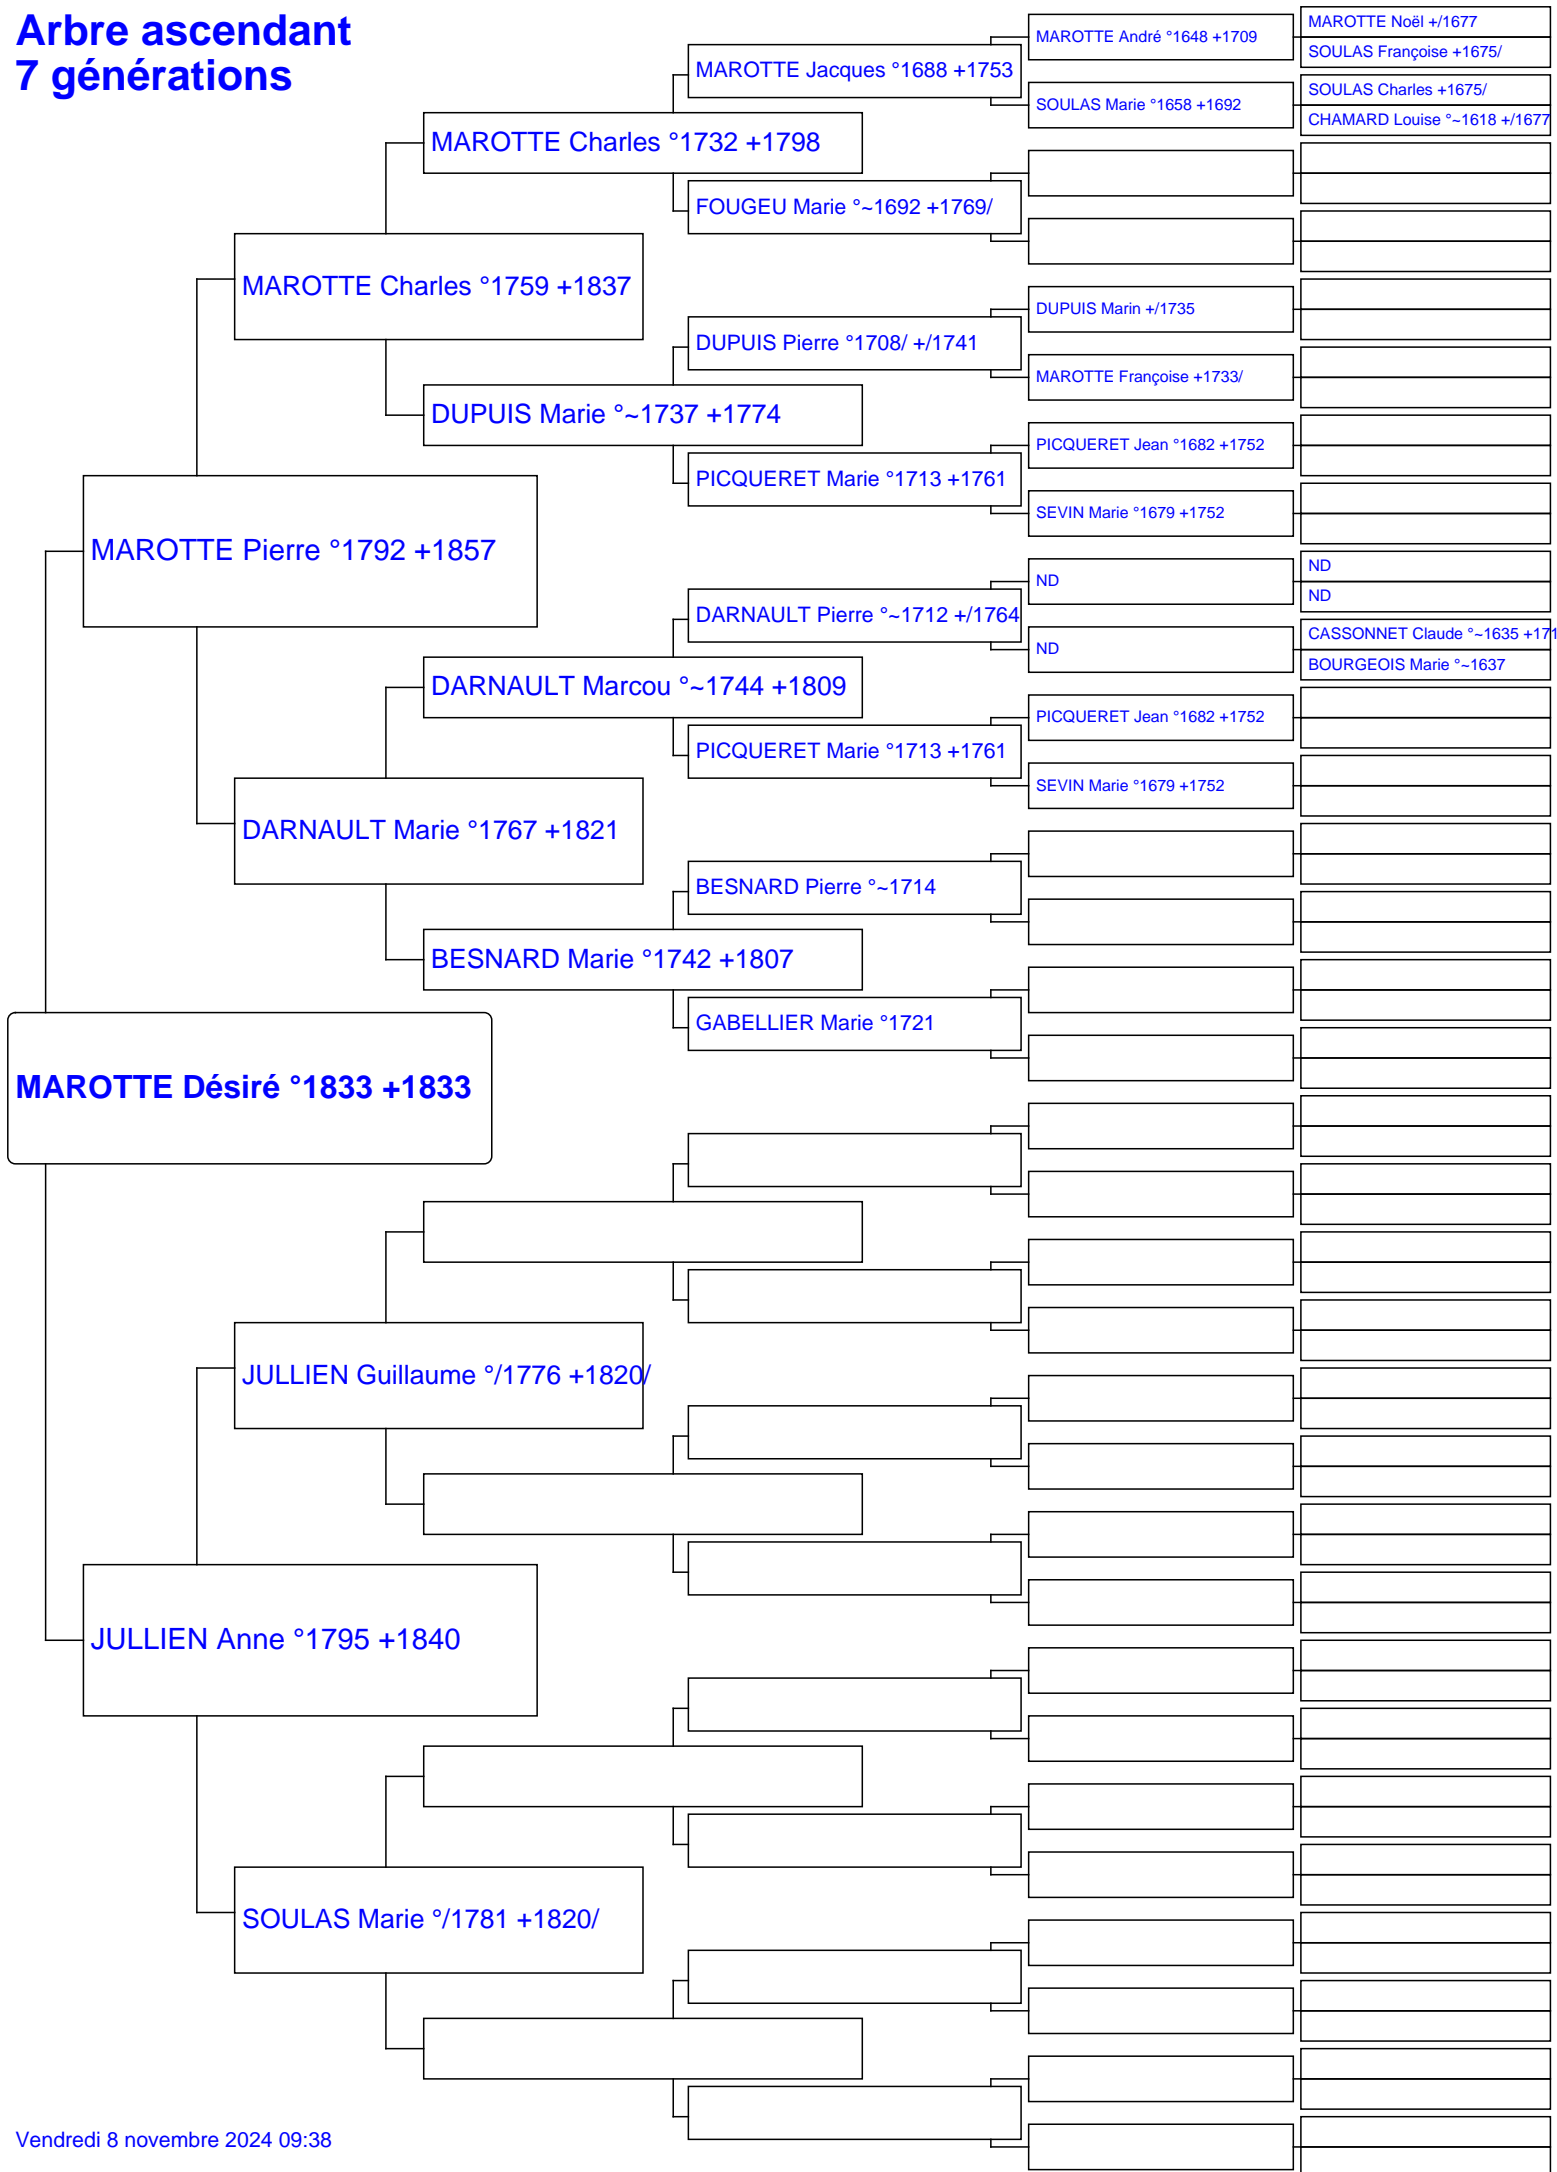 Arbre ascendant
7 générations
MAROTTE Désiré °1833 +1833
MAROTTE Pierre °1792 +1857
JULLIEN Anne °1795 +1840
MAROTTE Charles °1759 +1837
DARNAULT Marie °1767 +1821
JULLIEN Guillaume °/1776 +1820/
SOULAS Marie °/1781 +1820/
MAROTTE Charles °1732 +1798
DUPUIS Marie °~1737 +1774
DARNAULT Marcou °~1744 +1809
BESNARD Marie °1742 +1807
MAROTTE Jacques °1688 +1753
FOUGEU Marie °~1692 +1769/
DUPUIS Pierre °1708/ +/1741
PICQUERET Marie °1713 +1761
DARNAULT Pierre °~1712 +/1764
PICQUERET Marie °1713 +1761
BESNARD Pierre °~1714
GABELLIER Marie °1721
MAROTTE André °1648 +1709
SOULAS Marie °1658 +1692
DUPUIS Marin +/1735
MAROTTE Françoise +1733/
PICQUERET Jean °1682 +1752
SEVIN Marie °1679 +1752
ND
ND
PICQUERET Jean °1682 +1752
SEVIN Marie °1679 +1752
MAROTTE Noël +/1677
SOULAS Françoise +1675/
SOULAS Charles +1675/
CHAMARD Louise °~1618 +/1677
ND
ND
CASSONNET Claude °~1635 +171
BOURGEOIS Marie °~1637
Vendredi 8 novembre 2024 09:38